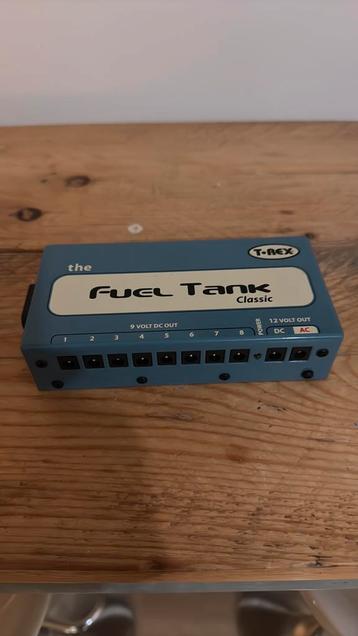 T-REX
the
Fuel Tank
Classic
9 VOLT DC OUT
1 2 3 4 5 6 7 8
POWER
12 VOLT OUT
DC AC